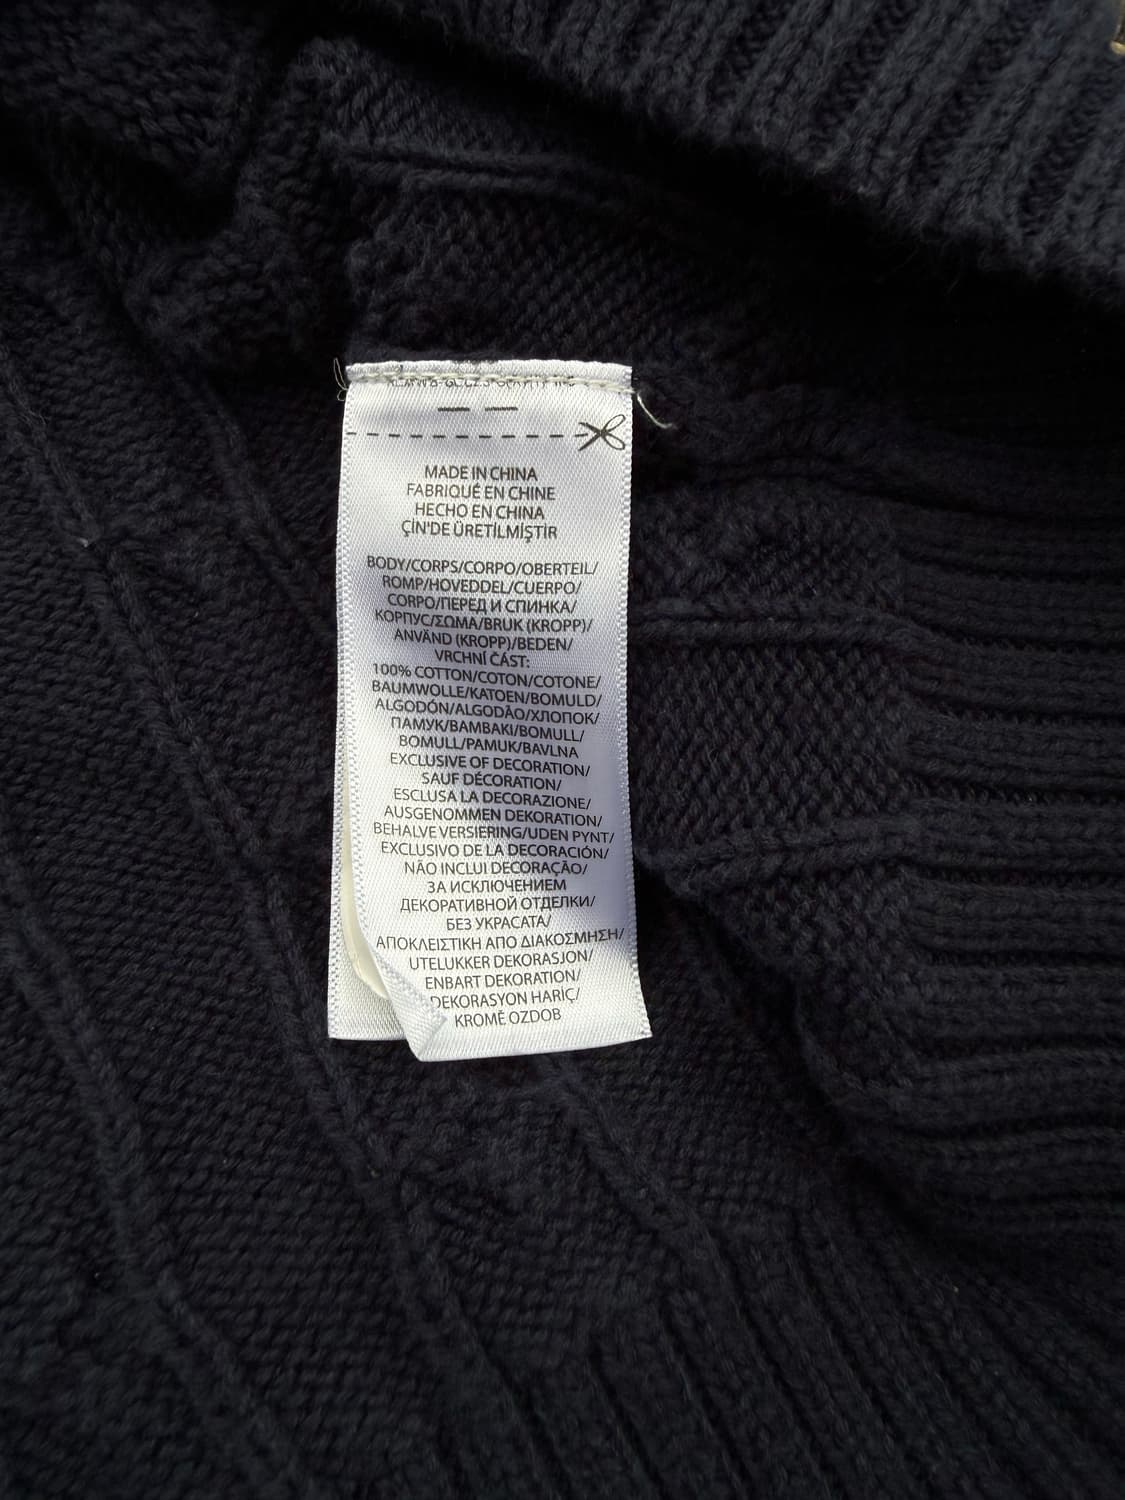 MADE IN CHINA
FABRIQUÉ EN CHINE
HECHO EN CHINA
ÇİN'DE ÜRETİLMİŞTİR
BODY/CORPS/CORPO/OBERTEIL/
ROMP/HOVEDDEL/CUERPO/
CORPO/ПЕРЕД И СПИНКА/
КОРПУС/ΣΩΜΑ/BRUK (KROPP)/
ANVÄND (KROPP)/BEDEN/
VRCHNÍ ČÁST:
100% COTTON/COTON/COTONE/
BAUMWOLLE/KATOEN/BOMULD/
ALGODÓN/ALGODÃO/ХЛОПОК/
ПАМУК/ΒΑΜΒΑΚΙ/BOMULL/
BOMULL/PAMUK/BAVLNA
EXCLUSIVE OF DECORATION/
SAUF DÉCORATION/
ESCLUSA LA DECORAZIONE/
AUSGENOMMEN DEKORATION/
BEHALVE VERSIERING/UDEN PYNT/
EXCLUSIVO DE LA DECORACIÓN/
NÃO INCLUI DECORAÇÃO/
ЗА ИСКЛЮЧЕНИЕМ
ДЕКОРАТИВНОЙ ОТДЕЛКИ/
БЕЗ УКРАСАТА/
ΑΠΟΚΛΕΙΣΤΙΚΗ ΑΠΟ ΔΙΑΚΟΣΜΗΣΗ/
UTELUKKER DEKORASJON/
ENBART DEKORATION/
DEKORASYON HARİÇ/
KROMĚ OZDOB